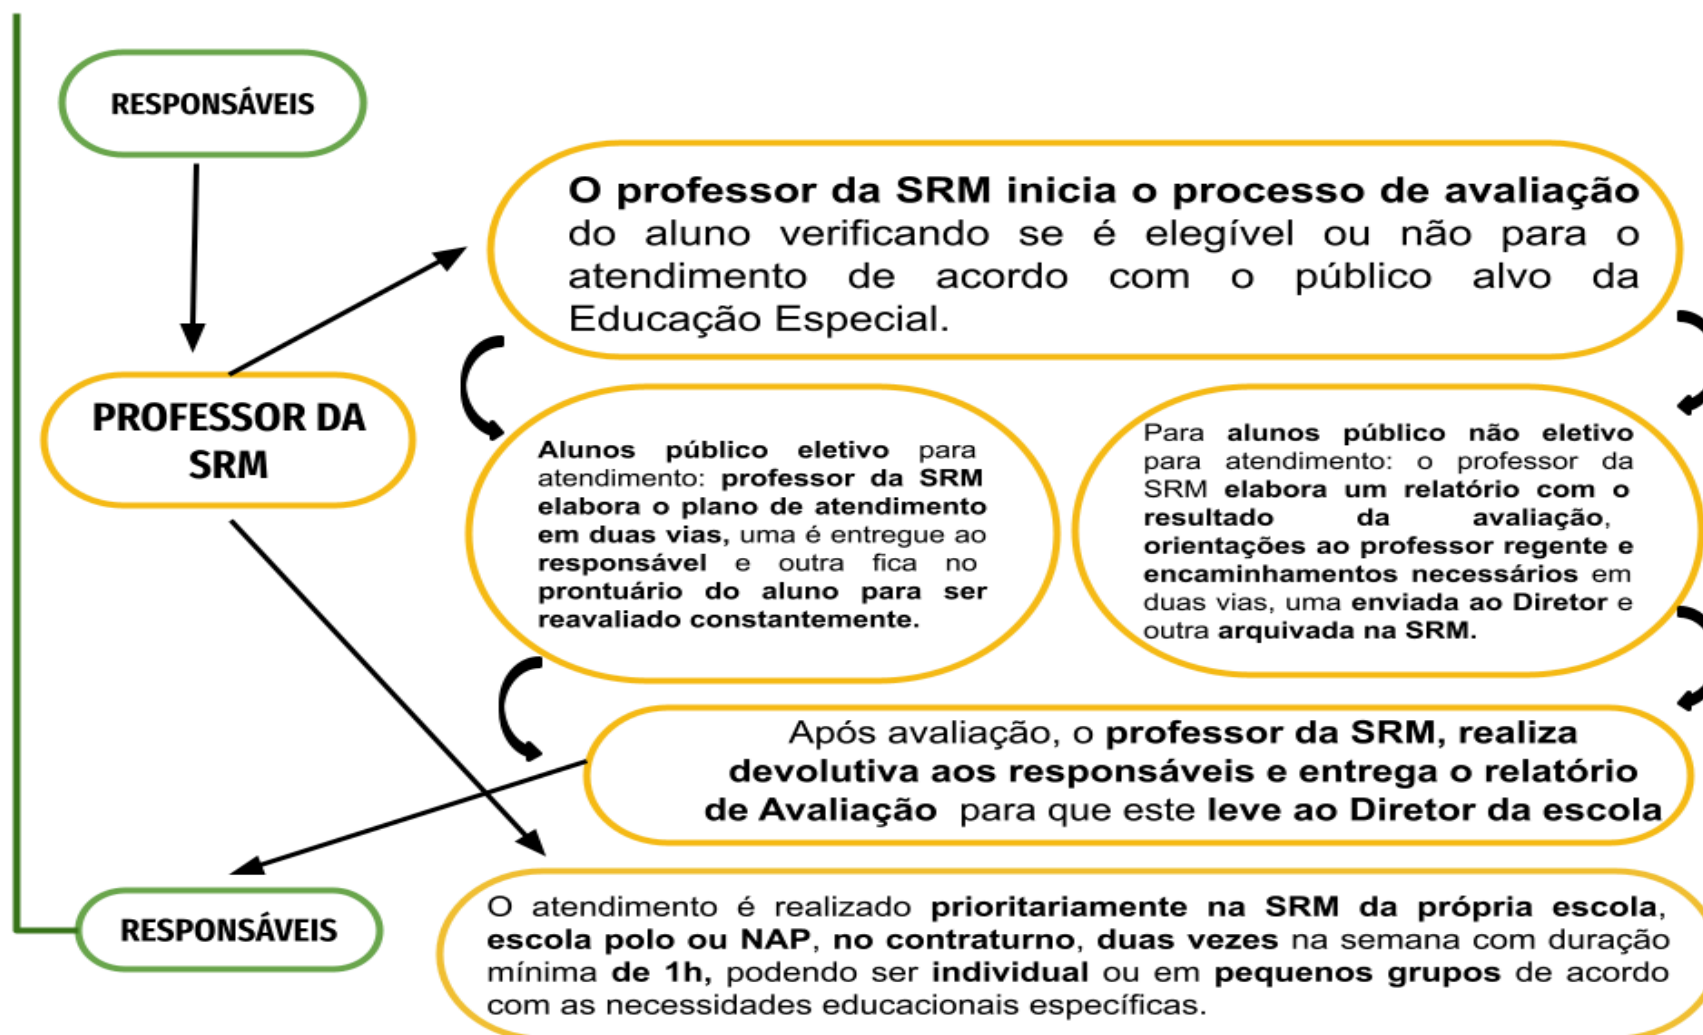 RESPONSÁVEIS
O professor da SRM inicia o processo de avaliação
do aluno verificando se é elegível ou não para o
atendimento de acordo com o público alvo da
Educação Especial.
PROFESSOR DA
SRM
Alunos público eletivo para
atendimento: professor da SRM
elabora o plano de atendimento
em duas vias, uma é entregue ao
responsável e outra fica no
prontuário do aluno para ser
reavaliado constantemente.
Para alunos público não eletivo
para atendimento: o professor da
SRM elabora um relatório com o
resultado da avaliação,
orientações ao professor regente e
encaminhamentos necessários em
duas vias, uma enviada ao Diretor e
outra arquivada na SRM.
Após avaliação, o professor da SRM, realiza
devolutiva aos responsáveis e entrega o relatório
de Avaliação para que este leve ao Diretor da escola
RESPONSÁVEIS
O atendimento é realizado prioritariamente na SRM da própria escola,
escola polo ou NAP, no contraturno, duas vezes na semana com duração
mínima de 1h, podendo ser individual ou em pequenos grupos de acordo
com as necessidades educacionais específicas.